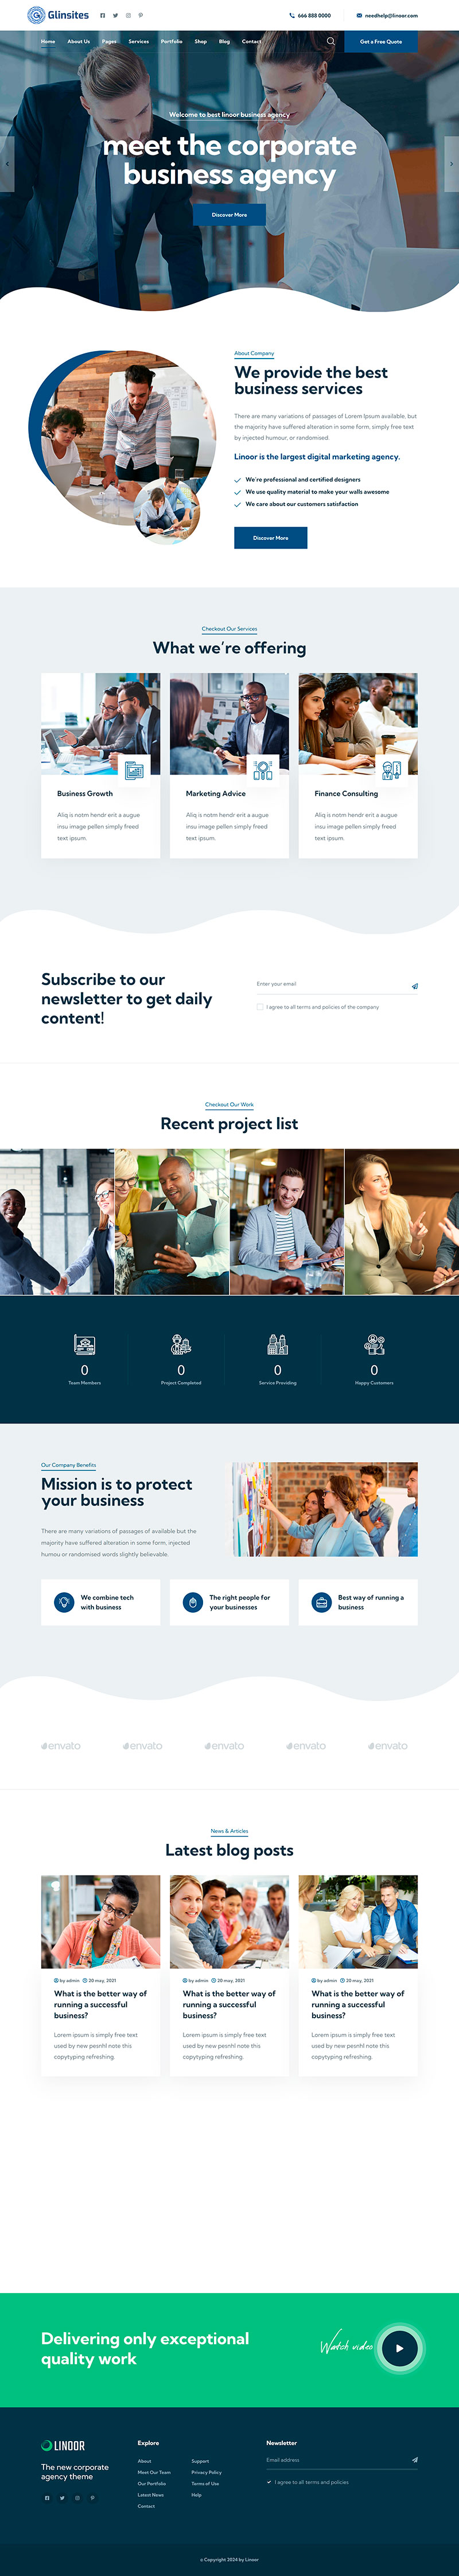 Glinsites
666 888 0000
needhelp@linoor.com
Home
About Us
Pages
Services
Portfolio
Shop
Blog
Contact
Get a Free Quote
Welcome to best linoor business agency
meet the corporate
business agency
Discover More
About Company
We provide the best
business services
There are many variations of passages of Lorem Ipsum available, but
the majority have suffered alteration in some form, simply free text
by injected humour, or randomised.
Linoor is the largest digital marketing agency.
We're professional and certified designers
We use quality material to make your walls awesome
We care about our customers satisfaction
Discover More
Checkout Our Services
What we're offering
Business Growth
Aliq is notm hendr erit a augue
insu image pellen simply freed
text ipsum.
Marketing Advice
Aliq is notm hendr erit a augue
insu image pellen simply freed
text ipsum.
Finance Consulting
Aliq is notm hendr erit a augue
insu image pellen simply freed
text ipsum.
Subscribe to our
newsletter to get daily
content!
Enter your email
I agree to all terms and policies of the company
Checkout Our Work
Recent project list
0
Team Members
0
Project Completed
0
Service Providing
0
Happy Customers
Our Company Benefits
Mission is to protect
your business
There are many variations of passages of available but the
majority have suffered alteration in some form, injected
humou or randomised words slightly believable.
We combine tech
with business
The right people for
your businesses
Best way of running a
business
envato
envato
envato
envato
envato
News & Articles
Latest blog posts
by admin
20 may, 2021
What is the better way of
running a successful
business?
Lorem ipsum is simply free text
used by new pesnhl note this
copytyping refreshing.
by admin
20 may, 2021
What is the better way of
running a successful
business?
Lorem ipsum is simply free text
used by new pesnhl note this
copytyping refreshing.
by admin
20 may, 2021
What is the better way of
running a successful
business?
Lorem ipsum is simply free text
used by new pesnhl note this
copytyping refreshing.
Delivering only exceptional
quality work
Watch video
LINOOR
The new corporate
agency theme
Explore
About
Meet Our Team
Our Portfolio
Latest News
Contact
Support
Privacy Policy
Terms of Use
Help
Newsletter
Email address
I agree to all terms and policies
© Copyright 2024 by Linoor